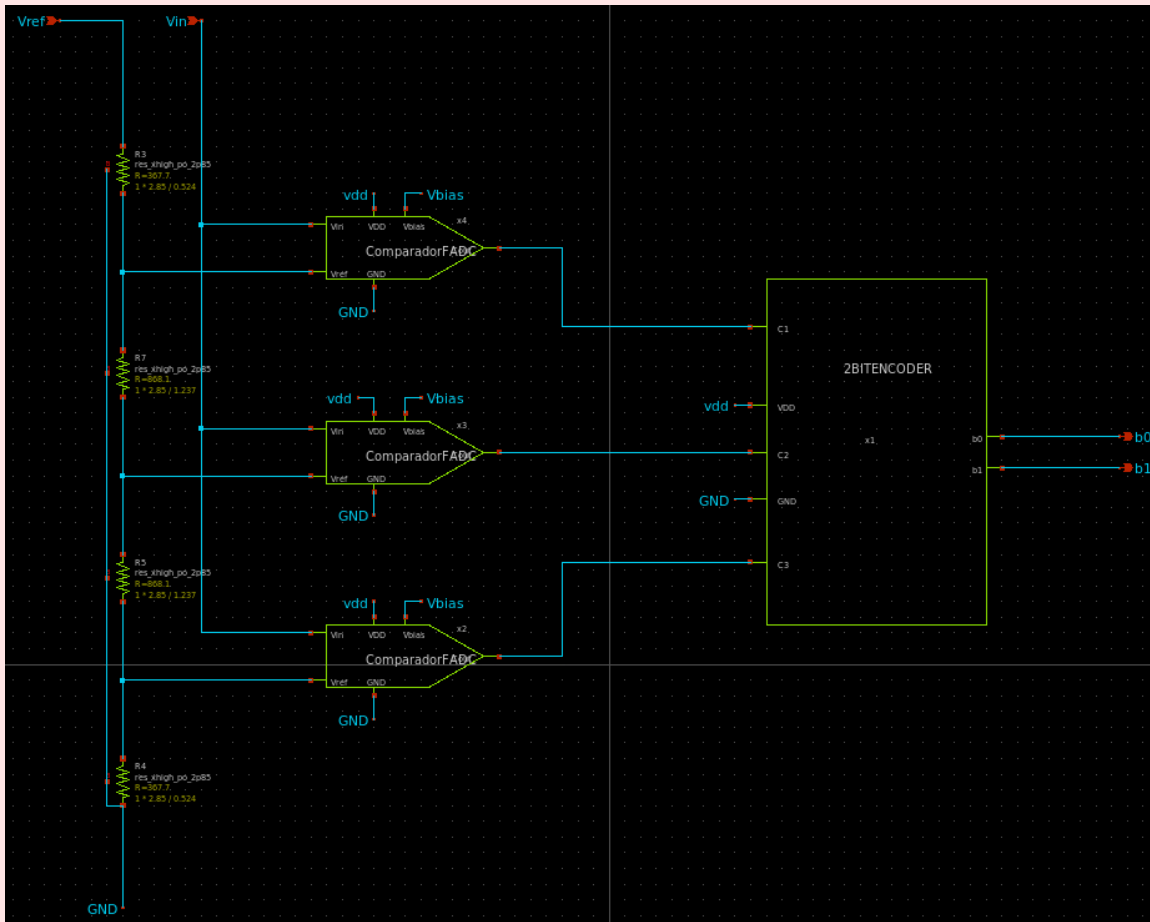 Vref
Vin
R3
res_xhigh_po_2p85
R=367.7.
1 * 2.85 / 0.524
vdd
Vbias
x4
Vin
VDD
Vbias
ComparadorFADC
Vref
GND
GND
C1
2BITENCODER
R7
res_xhigh_po_2p85
R=868.1.
1 * 2.85 / 1.237
vdd
Vbias
x3
Vin
VDD
Vbias
ComparadorFADC
Vref
GND
GND
vdd
VDD
x1
b0
b0
C2
b1
b1
GND
GND
R5
res_xhigh_po_2p85
R=868.1.
1 * 2.85 / 1.237
C3
vdd
Vbias
x2
Vin
VDD
Vbias
ComparadorFADC
Vref
GND
GND
R4
res_xhigh_po_2p85
R=367.7.
1 * 2.85 / 0.524
GND